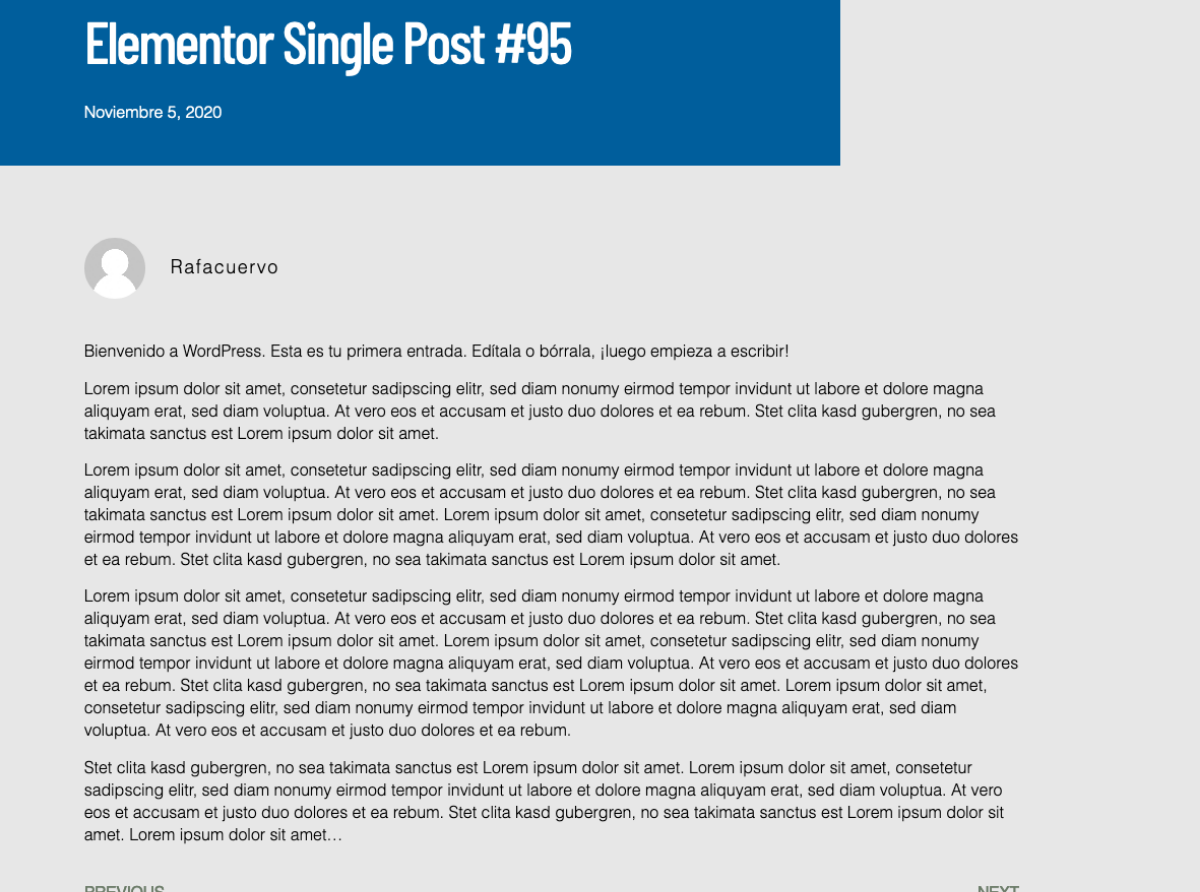 Elementor Single Post #95
Noviembre 5, 2020
Rafacuervo
Bienvenido a WordPress. Esta es tu primera entrada. Edítala o bórrala, ¡luego empieza a escribir!
Lorem ipsum dolor sit amet, consetetur sadipscing elitr, sed diam nonumy eirmod tempor invidunt ut labore et dolore magna
aliquyam erat, sed diam voluptua. At vero eos et accusam et justo duo dolores et ea rebum. Stet clita kasd gubergren, no sea
takimata sanctus est Lorem ipsum dolor sit amet.
Lorem ipsum dolor sit amet, consetetur sadipscing elitr, sed diam nonumy eirmod tempor invidunt ut labore et dolore magna
aliquyam erat, sed diam voluptua. At vero eos et accusam et justo duo dolores et ea rebum. Stet clita kasd gubergren, no sea
takimata sanctus est Lorem ipsum dolor sit amet. Lorem ipsum dolor sit amet, consetetur sadipscing elitr, sed diam nonumy
eirmod tempor invidunt ut labore et dolore magna aliquyam erat, sed diam voluptua. At vero eos et accusam et justo duo dolores
et ea rebum. Stet clita kasd gubergren, no sea takimata sanctus est Lorem ipsum dolor sit amet.
Lorem ipsum dolor sit amet, consetetur sadipscing elitr, sed diam nonumy eirmod tempor invidunt ut labore et dolore magna
aliquyam erat, sed diam voluptua. At vero eos et accusam et justo duo dolores et ea rebum. Stet clita kasd gubergren, no sea
takimata sanctus est Lorem ipsum dolor sit amet. Lorem ipsum dolor sit amet, consetetur sadipscing elitr, sed diam nonumy
eirmod tempor invidunt ut labore et dolore magna aliquyam erat, sed diam voluptua. At vero eos et accusam et justo duo dolores
et ea rebum. Stet clita kasd gubergren, no sea takimata sanctus est Lorem ipsum dolor sit amet. Lorem ipsum dolor sit amet,
consetetur sadipscing elitr, sed diam nonumy eirmod tempor invidunt ut labore et dolore magna aliquyam erat, sed diam
voluptua. At vero eos et accusam et justo duo dolores et ea rebum.
Stet clita kasd gubergren, no sea takimata sanctus est Lorem ipsum dolor sit amet. Lorem ipsum dolor sit amet, consetetur
sadipscing elitr, sed diam nonumy eirmod tempor invidunt ut labore et dolore magna aliquyam erat, sed diam voluptua. At vero
eos et accusam et justo duo dolores et ea rebum. Stet clita kasd gubergren, no sea takimata sanctus est Lorem ipsum dolor sit
amet. Lorem ipsum dolor sit amet…
PREVIOUS NEXT